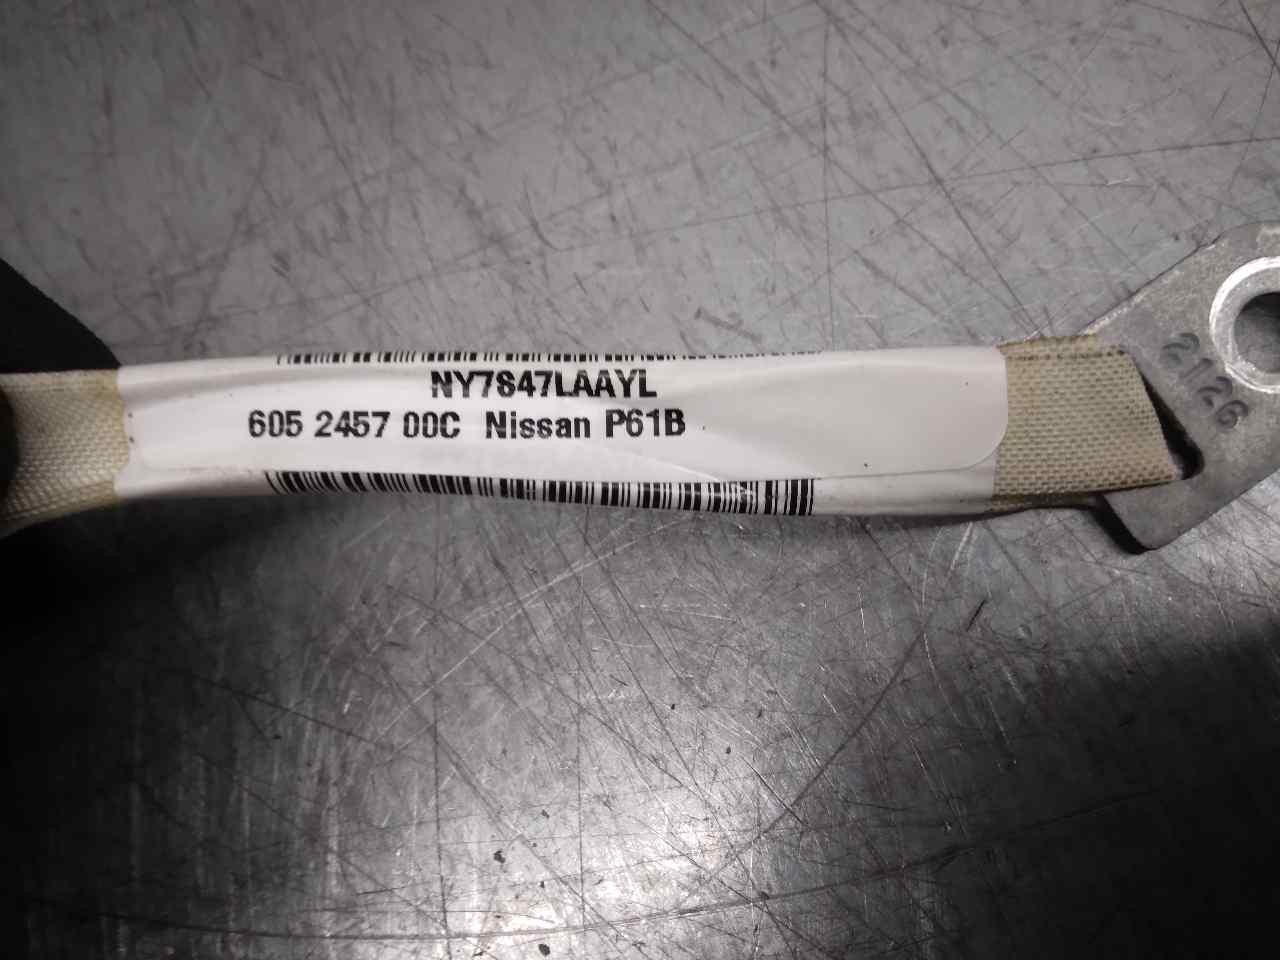 NY7847LAAYL
605 2457 00C Nissan P61B
2126